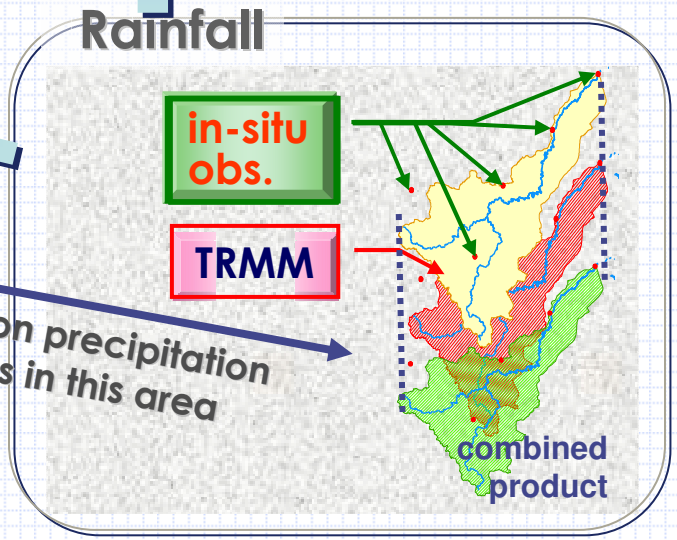 Rainfall
in-situ
obs.
TRMM
on precipitation
in this area
combined
product